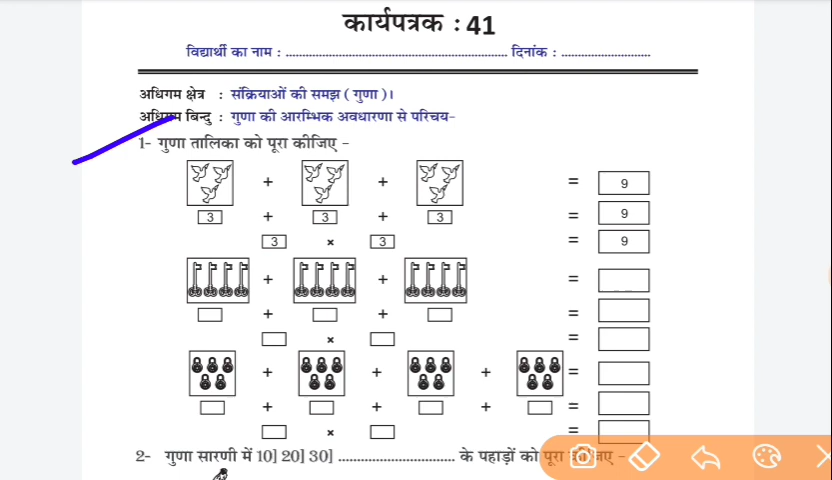 कार्यपत्रक : 41
विद्यार्थी का नाम : ........................................................ दिनांक : ...........................
अधिगम क्षेत्र : संक्रियाओं की समझ ( गुणा )।
अधिगम बिन्दु : गुणा की आरम्भिक अवधारणा से परिचय-
1- गुणा तालिका को पूरा कीजिए -
+ + = 9
3 + 3 + 3 = 9
3 × 3 = 9
+ + =
+ + =
× =
+ + + =
+ + + =
× =
2- गुणा सारणी में 10] 20] 30] .............................. के पहाड़ों को पूरा